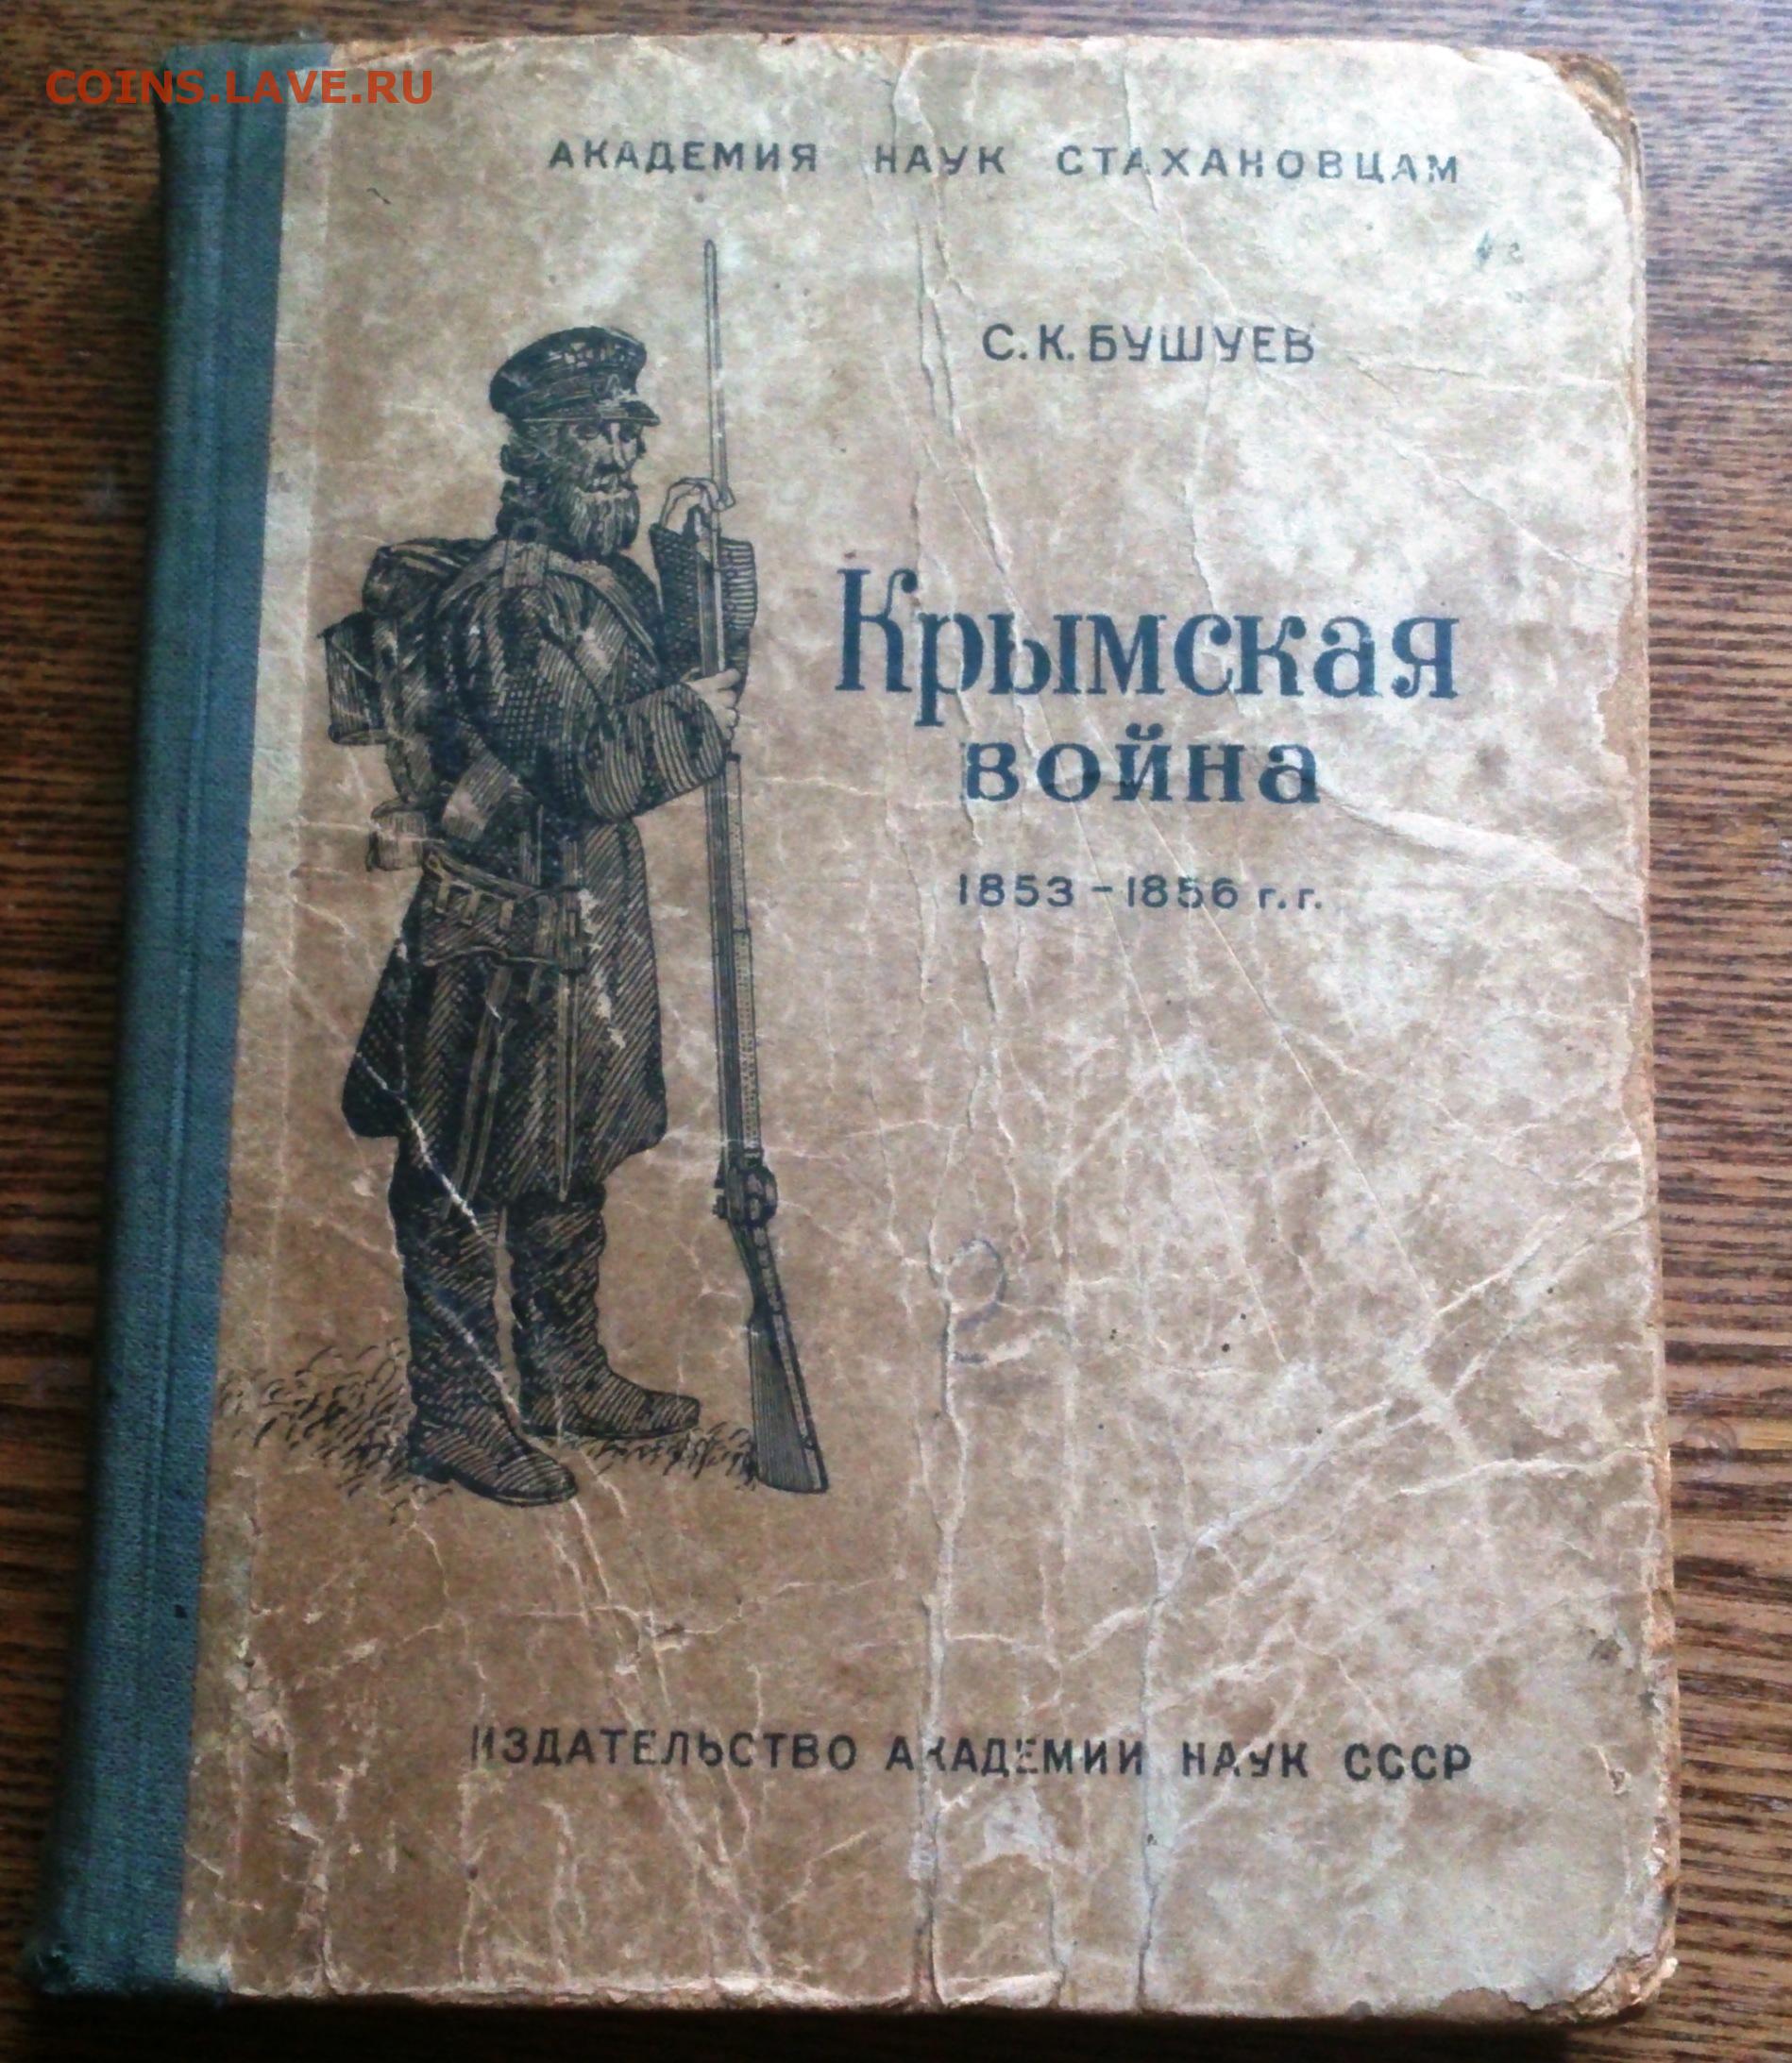 COINS.LAVE.RU
АКАДЕМИЯ НАУК СТАХАНОВЦАМ
С. К. БУШУЕВ
Крымская
война
1853 – 1856 г. г.
ИЗДАТЕЛЬСТВО АКАДЕМИИ НАУК СССР